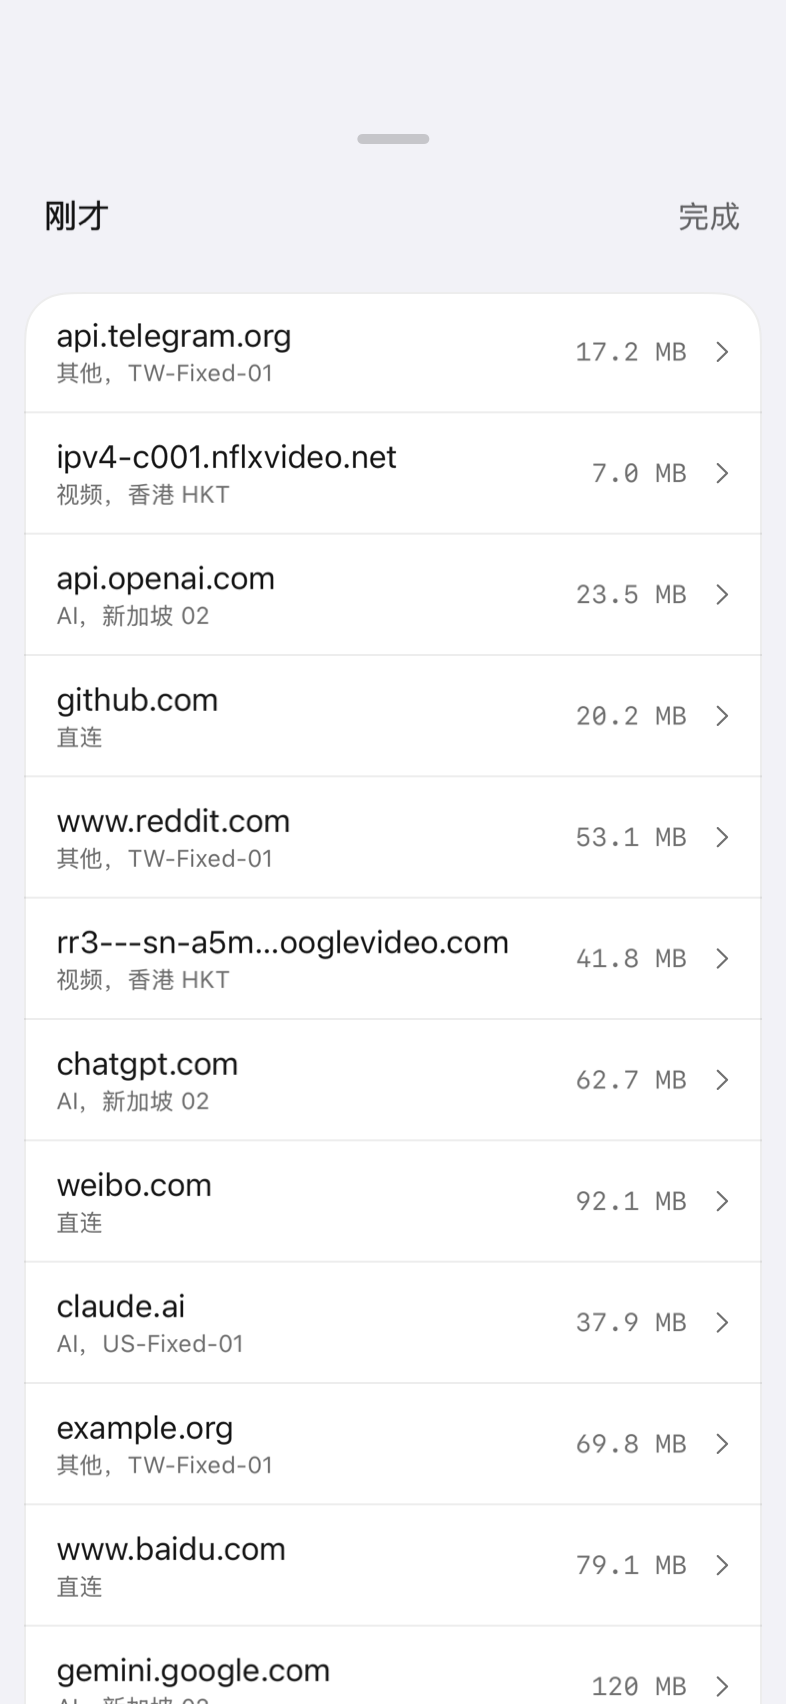 刚才
完成
api.telegram.org
其他，TW-Fixed-01
17.2 MB
ipv4-c001.nflxvideo.net
视频，香港 HKT
7.0 MB
api.openai.com
AI，新加坡 02
23.5 MB
github.com
直连
20.2 MB
www.reddit.com
其他，TW-Fixed-01
53.1 MB
rr3---sn-a5m...ooglevideo.com
视频，香港 HKT
41.8 MB
chatgpt.com
AI，新加坡 02
62.7 MB
weibo.com
直连
92.1 MB
claude.ai
AI，US-Fixed-01
37.9 MB
example.org
其他，TW-Fixed-01
69.8 MB
www.baidu.com
直连
79.1 MB
gemini.google.com
120 MB